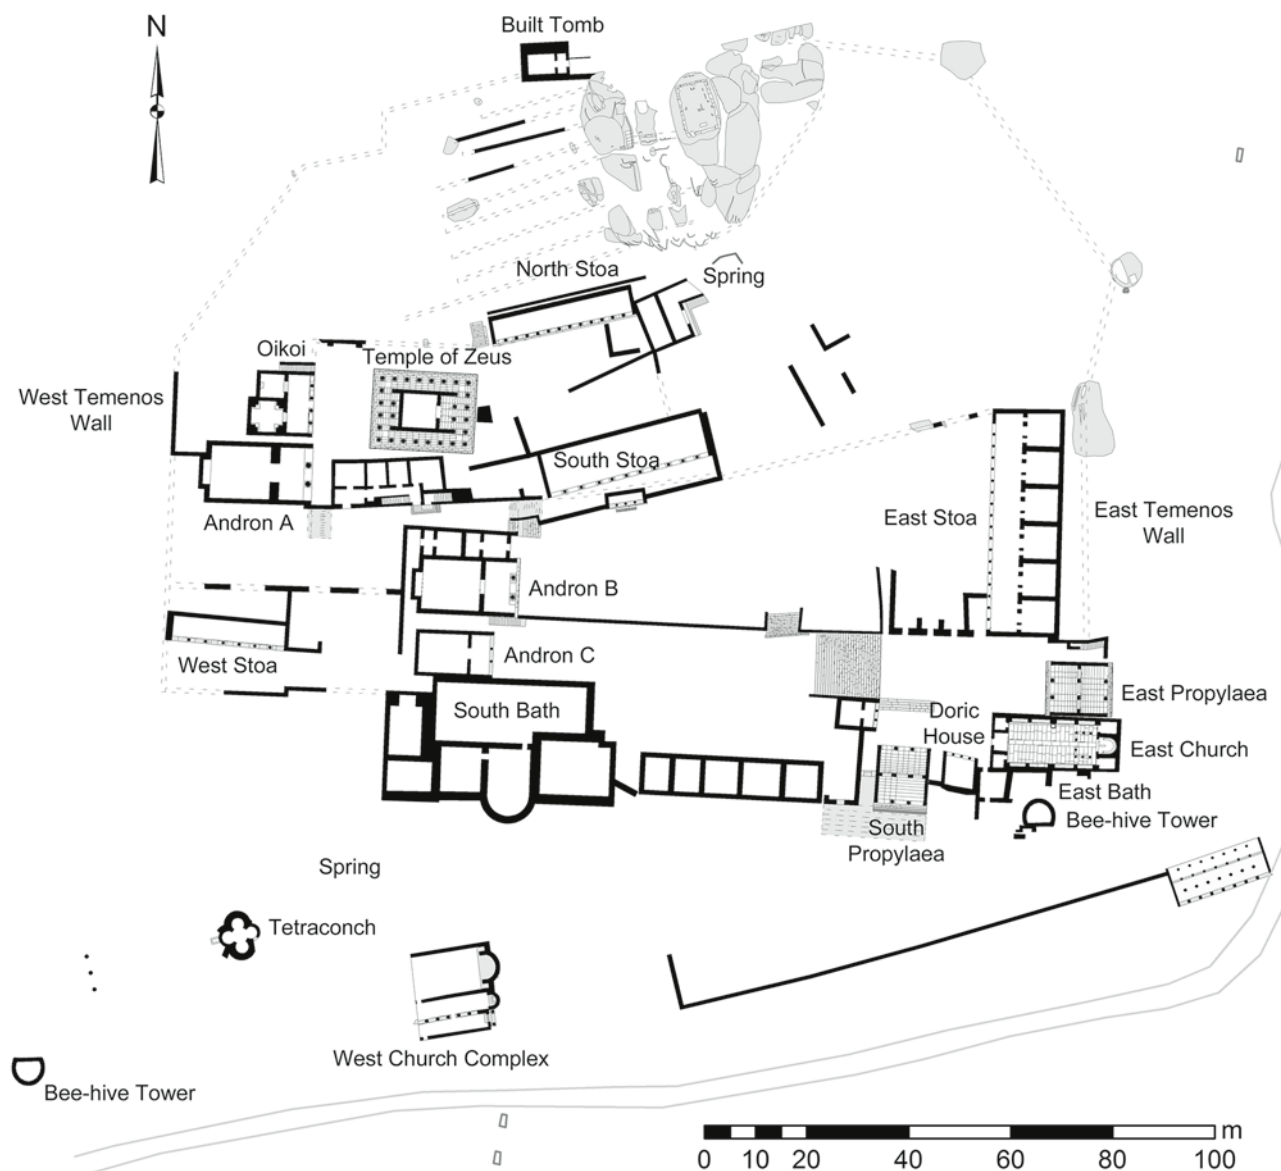 N
Built Tomb
North Stoa
Spring
Oikoi
Temple of Zeus
West Temenos
Wall
South Stoa
Andron A
East Stoa
East Temenos
Wall
Andron B
Andron C
West Stoa
East Propylaea
South Bath
Doric
House
East Church
East Bath
Bee-hive Tower
South
Propylaea
Spring
Tetraconch
West Church Complex
Bee-hive Tower
m
0 10 20 40 60 80 100